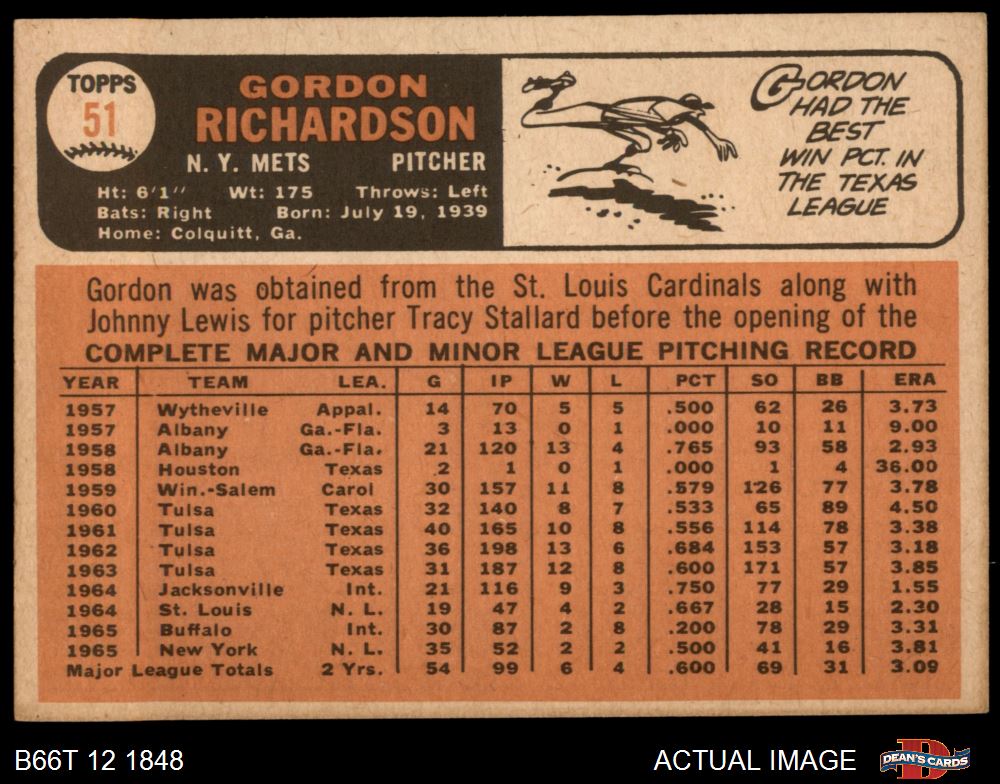 TOPPS
51
GORDON
RICHARDSON
N. Y. METS PITCHER
Ht: 6'1" Wt: 175 Throws: Left
Bats: Right Born: July 19, 1939
Home: Colquitt, Ga.
GORDON
HAD THE
BEST
WIN PCT. IN
THE TEXAS
LEAGUE
Gordon was obtained from the St. Louis Cardinals along with
Johnny Lewis for pitcher Tracy Stallard before the opening of the
COMPLETE MAJOR AND MINOR LEAGUE PITCHING RECORD
YEAR TEAM LEA. G IP W L PCT SO BB ERA
1957 Wytheville Appal. 14 70 5 5 .500 62 26 3.73
1957 Albany Ga.-Fla. 3 13 0 1 .000 10 11 9.00
1958 Albany Ga.-Fla. 21 120 13 4 .765 93 58 2.93
1958 Houston Texas 2 1 0 1 .000 1 4 36.00
1959 Win.-Salem Carol 30 157 11 8 .579 126 77 3.78
1960 Tulsa Texas 32 140 8 7 .533 65 89 4.50
1961 Tulsa Texas 40 165 10 8 .556 114 78 3.38
1962 Tulsa Texas 36 198 13 6 .684 153 57 3.18
1963 Tulsa Texas 31 187 12 8 .600 171 57 3.85
1964 Jacksonville Int. 21 116 9 3 .750 77 29 1.55
1964 St. Louis N. L. 19 47 4 2 .667 28 15 2.30
1965 Buffalo Int. 30 87 2 8 .200 78 29 3.31
1965 New York N. L. 35 52 2 2 .500 41 16 3.81
Major League Totals 2 Yrs. 54 99 6 4 .600 69 31 3.09
B66T 12 1848 ACTUAL IMAGE DEAN'S CARDS